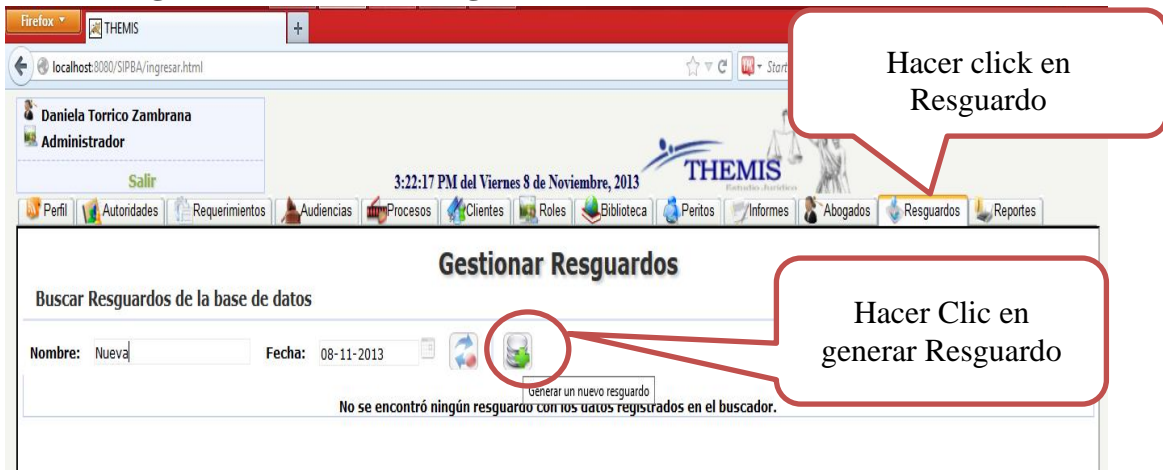 Firefox
THEMIS
+
localhost:8080/SIPBA/ingresar.html
Start
Hacer click en
Resguardo
Daniela Torrico Zambrana
Administrador
Salir
3:22:17 PM del Viernes 8 de Noviembre, 2013
THEMIS
Estudio Jurídico
Perfil Autoridades Requerimientos Audiencias Procesos Clientes Roles Biblioteca Peritos Informes Abogados Resguardos Reportes
Gestionar Resguardos
Buscar Resguardos de la base de datos
Hacer Clic en
generar Resguardo
Nombre: Nueva Fecha: 08-11-2013
Generar un nuevo resguardo
No se encontró ningún resguardo con los datos registrados en el buscador.